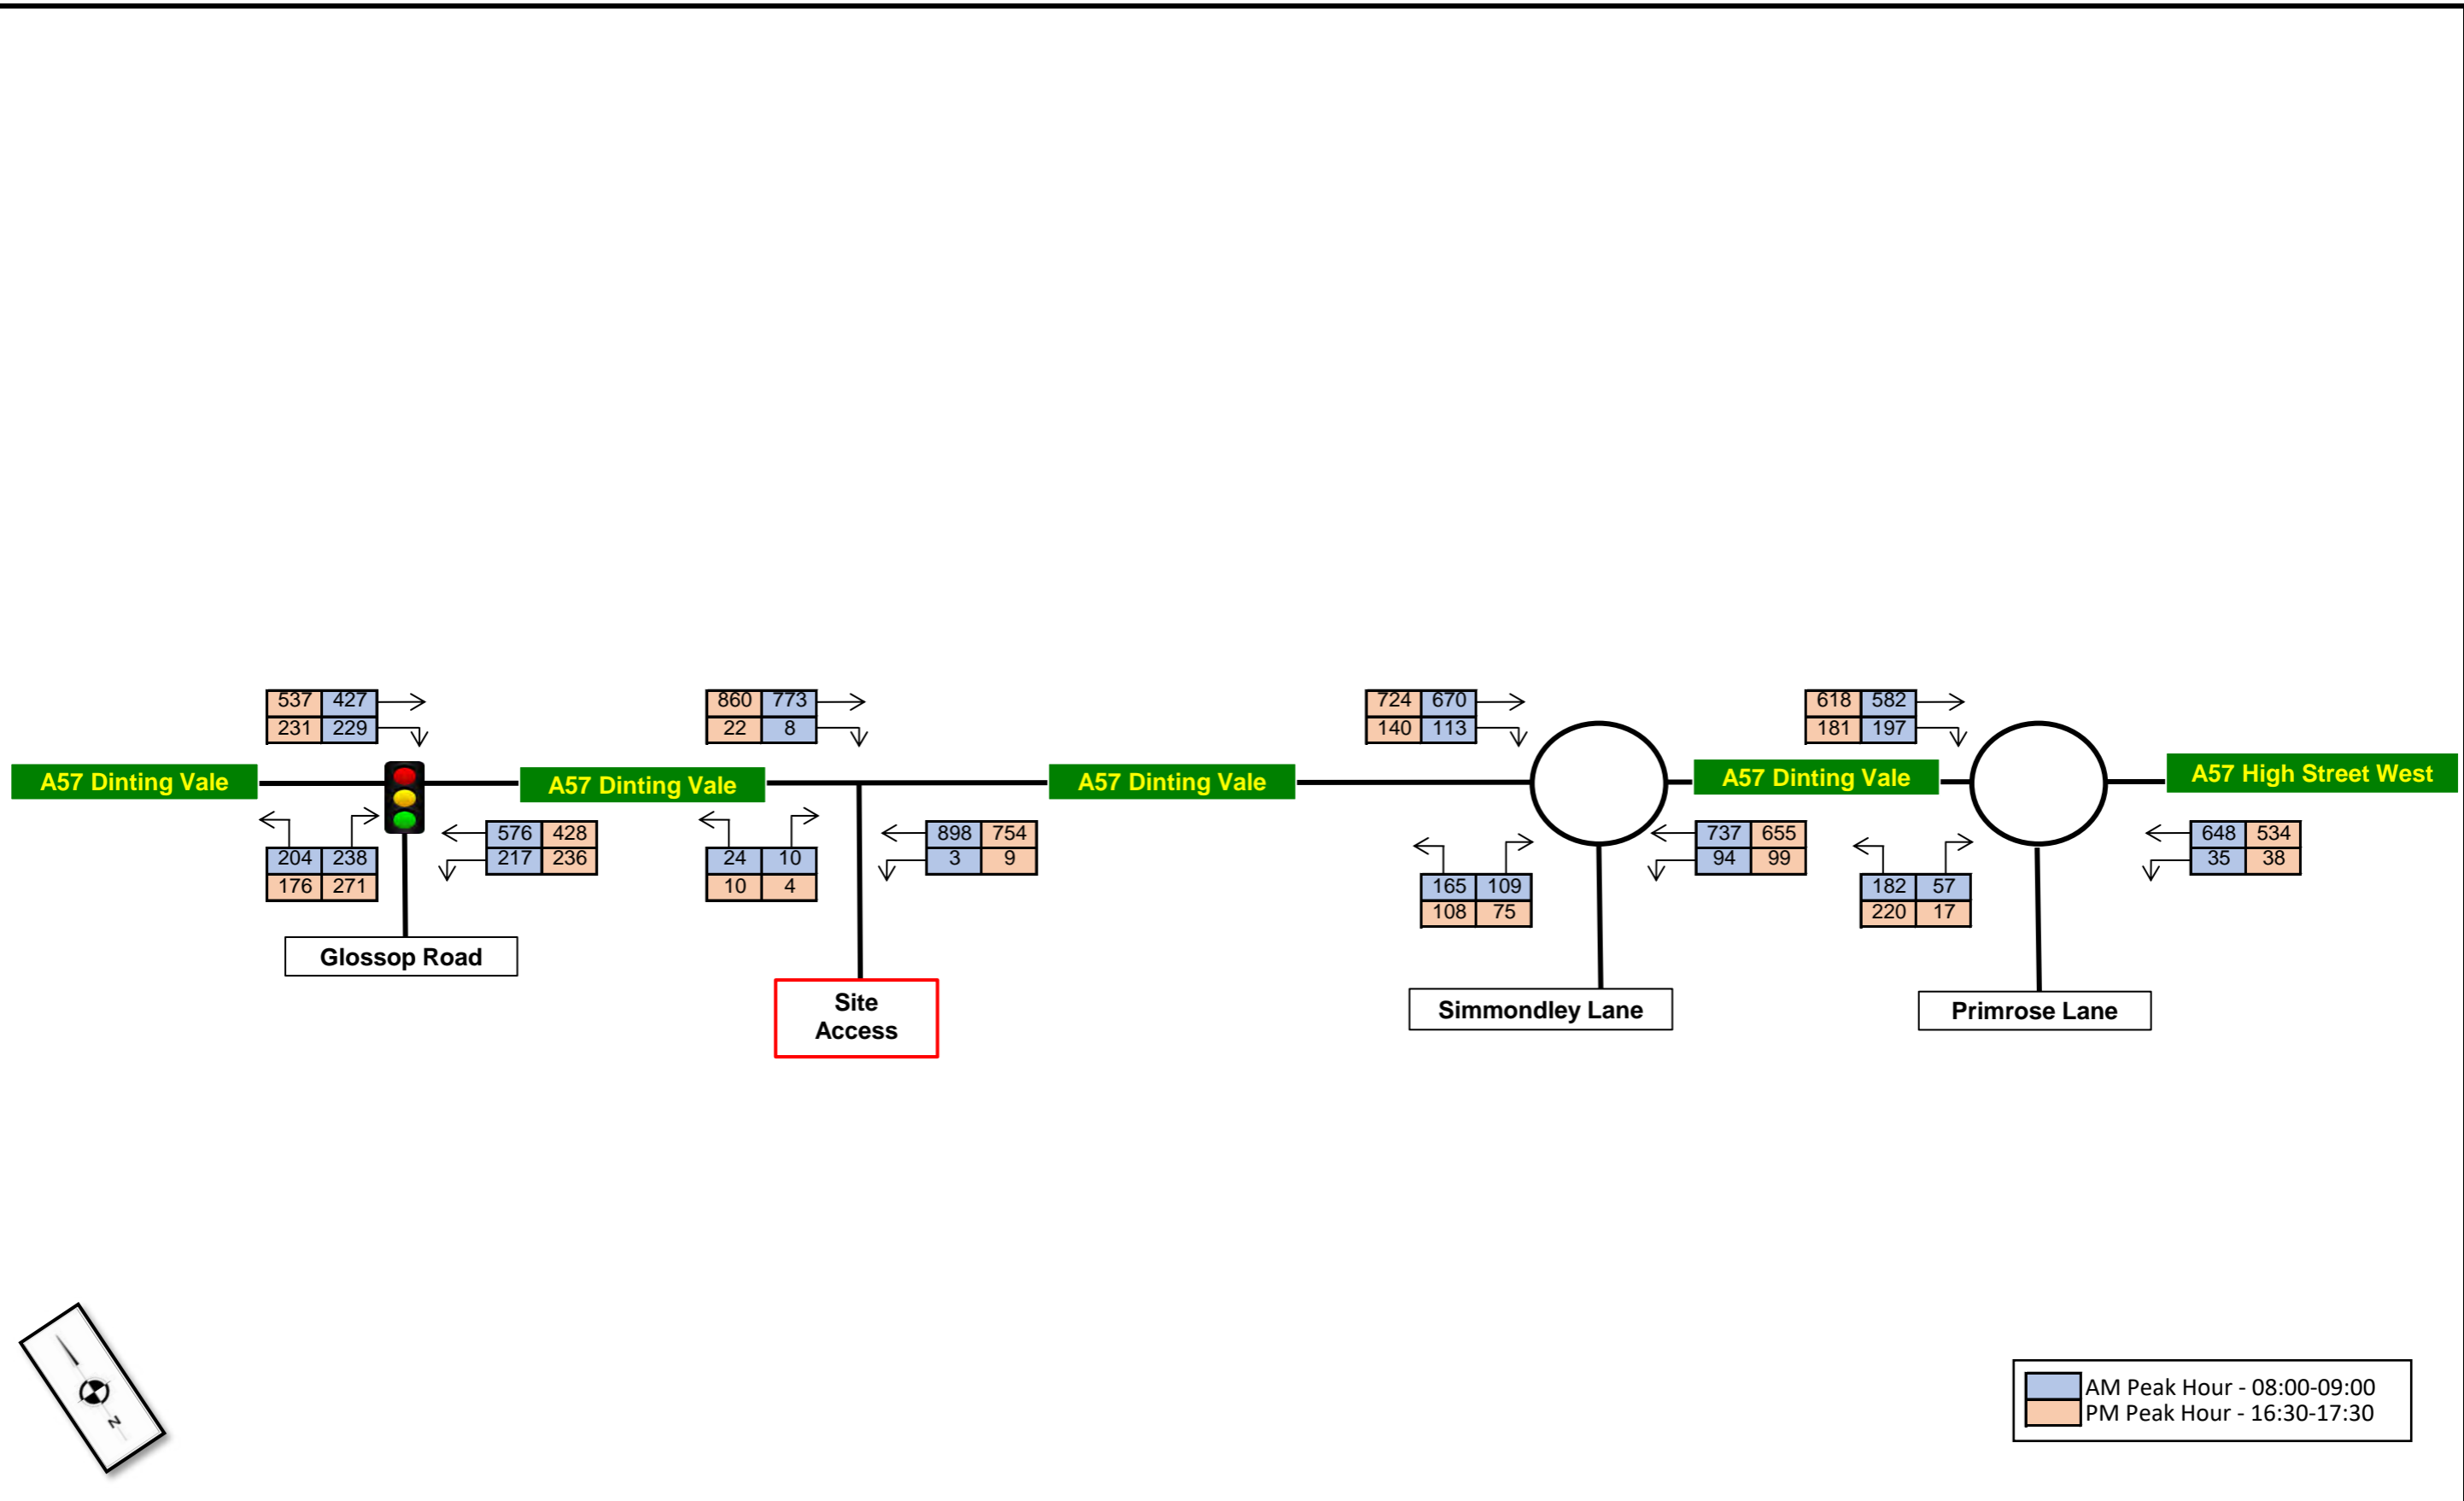 537 427
231 229
860 773
22 8
724 670
140 113
618 582
181 197
A57 Dinting Vale
A57 Dinting Vale
A57 Dinting Vale
A57 Dinting Vale
A57 High Street West
204 238
176 271
576 428
217 236
24 10
10 4
898 754
3 9
165 109
108 75
737 655
94 99
182 57
220 17
648 534
35 38
Glossop Road
Site
Access
Simmondley Lane
Primrose Lane
N
AM Peak Hour - 08:00-09:00
PM Peak Hour - 16:30-17:30